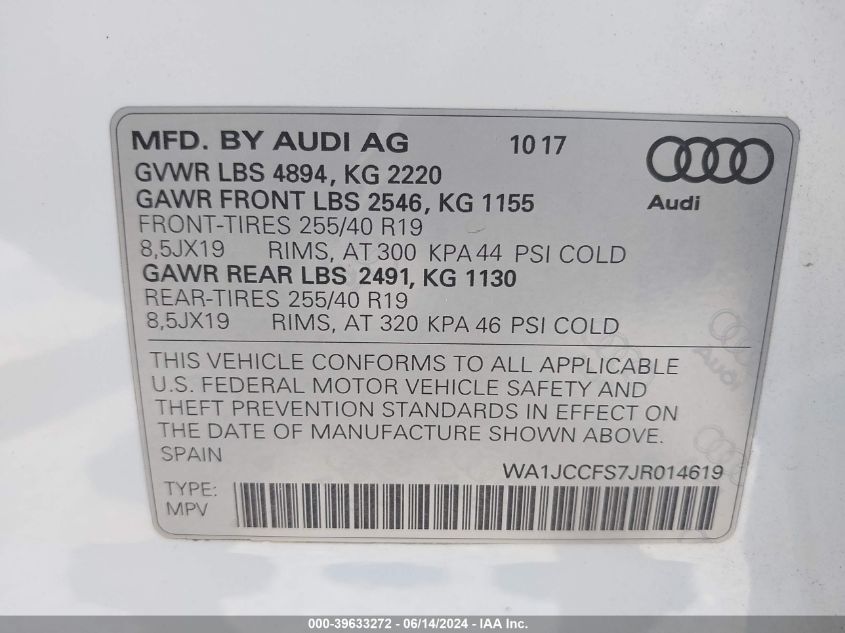 MFD. BY AUDI AG 10 17
GVWR LBS 4894, KG 2220
GAWR FRONT LBS 2546, KG 1155
Audi
FRONT-TIRES 255/40 R19
8,5JX19 RIMS, AT 300 KPA 44 PSI COLD
GAWR REAR LBS 2491, KG 1130
REAR-TIRES 255/40 R19
8,5JX19 RIMS, AT 320 KPA 46 PSI COLD
THIS VEHICLE CONFORMS TO ALL APPLICABLE
U.S. FEDERAL MOTOR VEHICLE SAFETY AND
THEFT PREVENTION STANDARDS IN EFFECT ON
THE DATE OF MANUFACTURE SHOWN ABOVE.
SPAIN
Audi
WA1JCCFS7JR014619
TYPE:
MPV
000-39633272 - 06/14/2024 - IAA Inc.